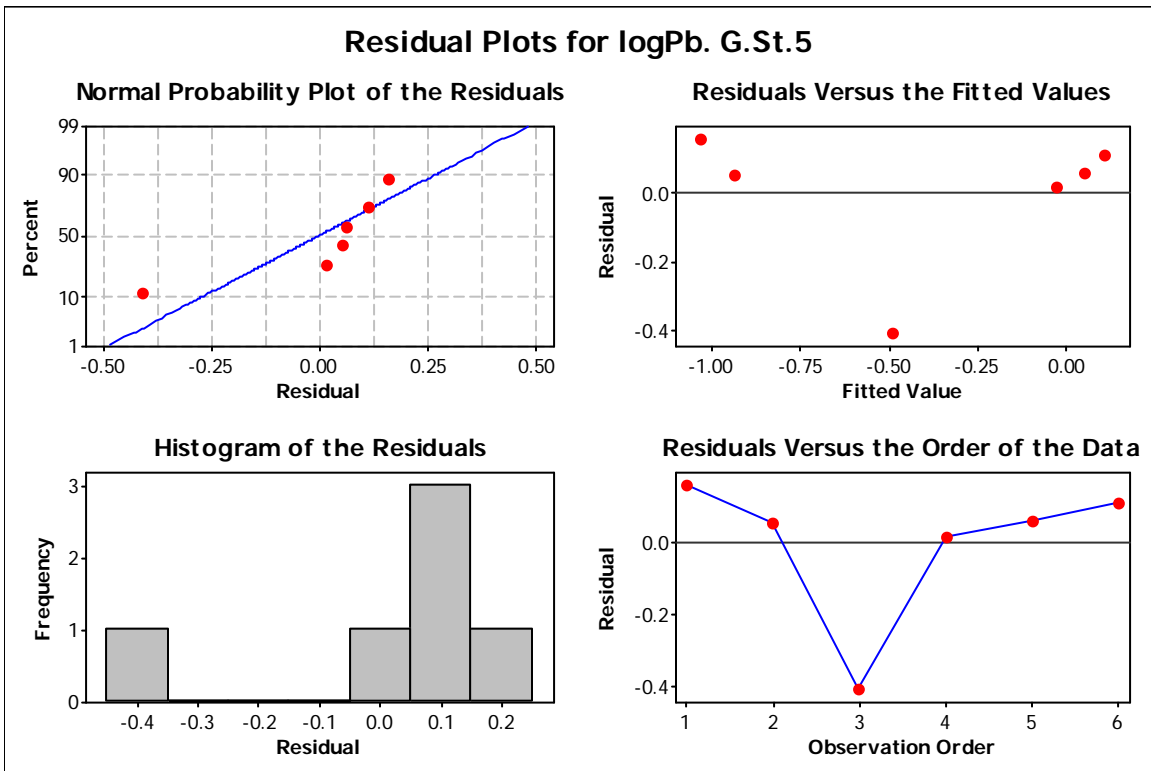 Residual Plots for logPb. G.St.5
Normal Probability Plot of the Residuals
99
90
50
10
1
Percent
-0.50 -0.25 0.00 0.25 0.50
Residual
Residuals Versus the Fitted Values
0.0
-0.2
-0.4
Residual
-1.00 -0.75 -0.50 -0.25 0.00
Fitted Value
Histogram of the Residuals
3
2
1
0
Frequency
-0.4 -0.3 -0.2 -0.1 0.0 0.1 0.2
Residual
Residuals Versus the Order of the Data
0.0
-0.2
-0.4
Residual
1 2 3 4 5 6
Observation Order